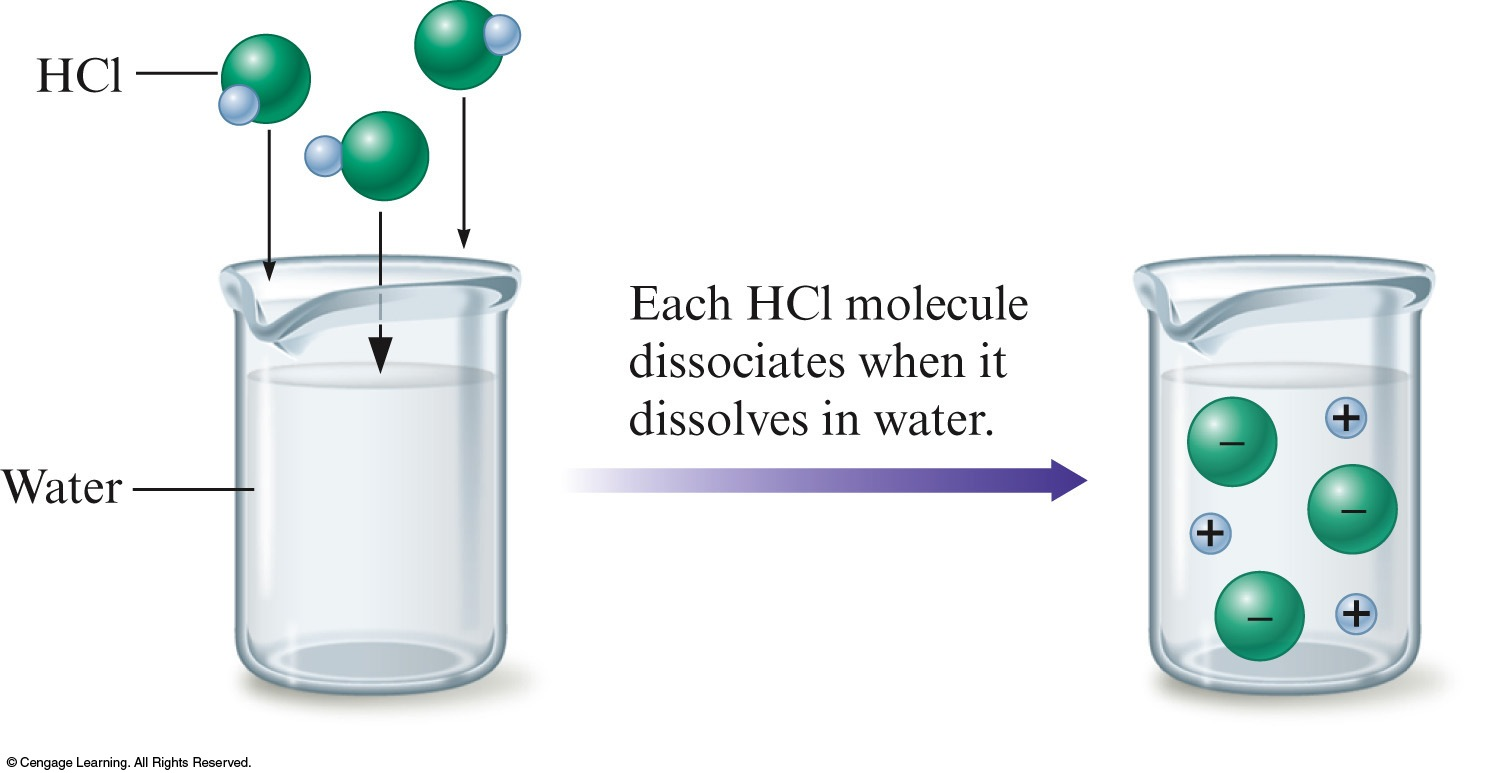 HCl
Each HCl molecule
dissociates when it
dissolves in water.
Water
−
+
−
+
−
+
© Cengage Learning. All Rights Reserved.